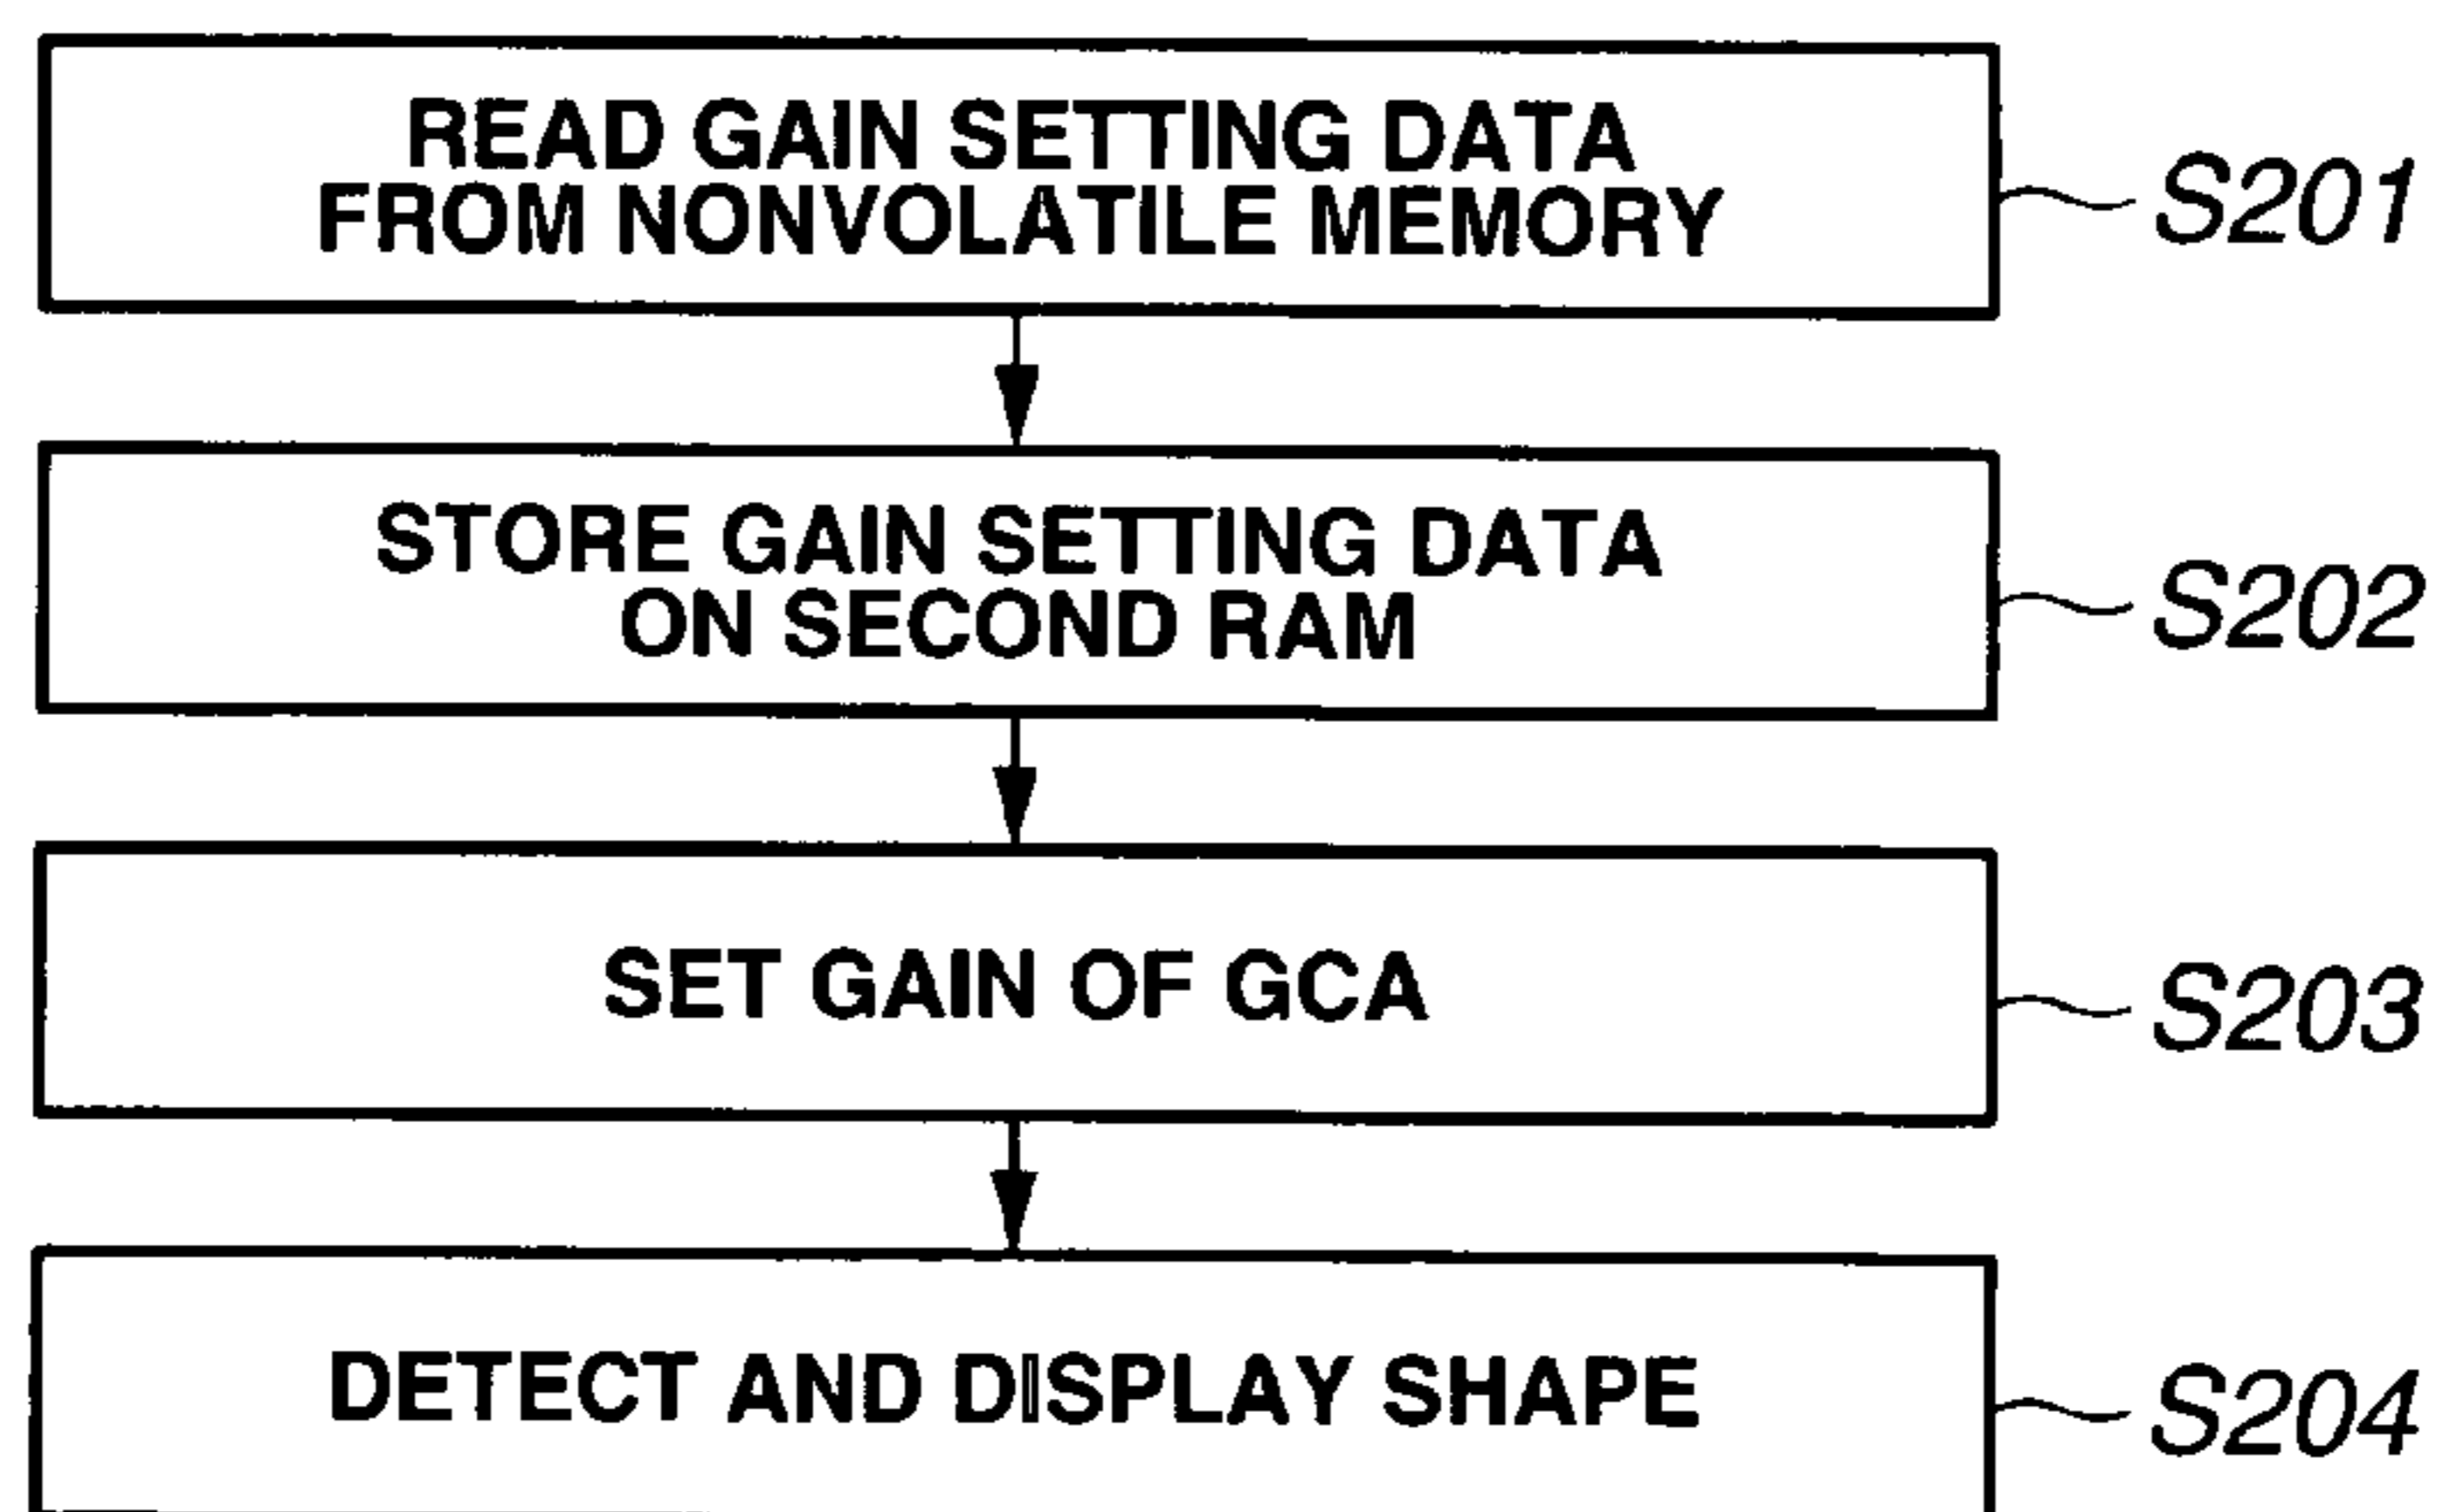 READ GAIN SETTING DATA
FROM NONVOLATILE MEMORY
S201
STORE GAIN SETTING DATA
ON SECOND RAM
S202
SET GAIN OF GCA
S203
DETECT AND DISPLAY SHAPE
S204